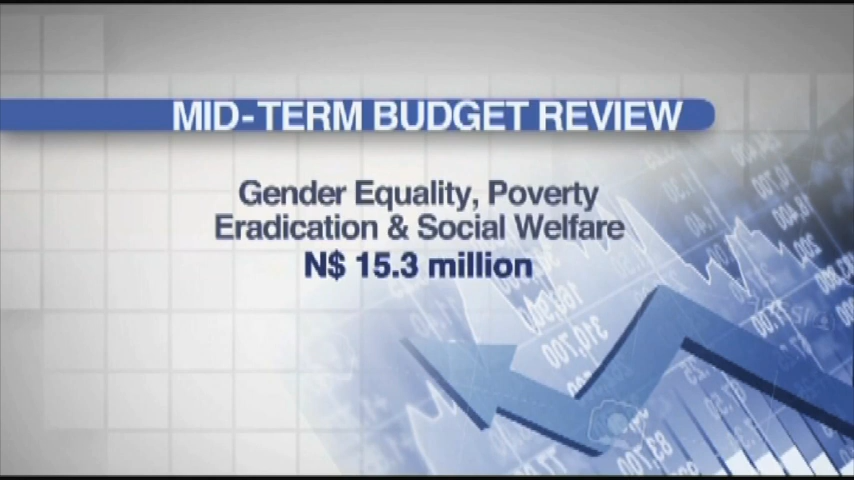 MID-TERM BUDGET REVIEW
Gender Equality, Poverty
Eradication & Social Welfare
N$ 15.3 million